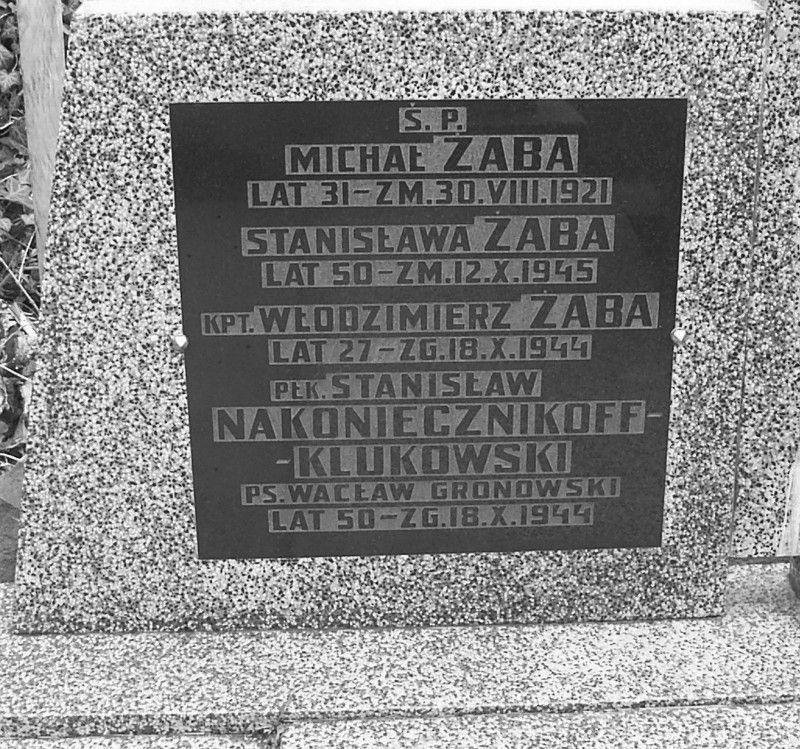 Ś. P.
MICHAŁ ŻABA
LAT 31-ZM.30.VIII.1921
STANISŁAWA ŻABA
LAT 50-ZM.12.X.1945
KPT. WŁODZIMIERZ ŻABA
LAT 27-ZG.18.X.1944
PŁK. STANISŁAW
NAKONIECZNIKOFF-
-KLUKOWSKI
PS. WACŁAW GRONOWSKI
LAT 50-ZG.18.X.1944